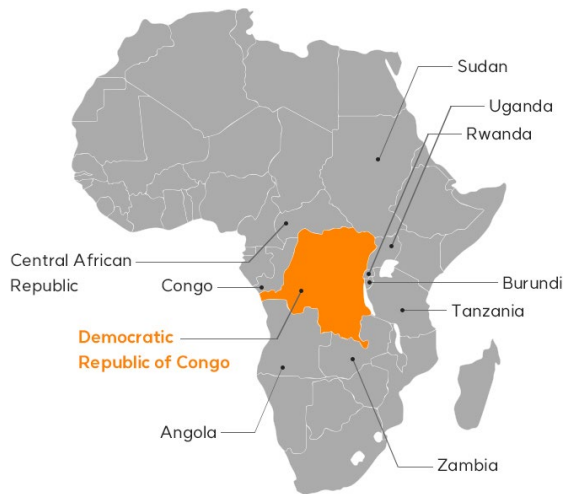 Sudan
Uganda
Rwanda
Central African
Republic
Congo
Burundi
Tanzania
Democratic
Republic of Congo
Angola
Zambia